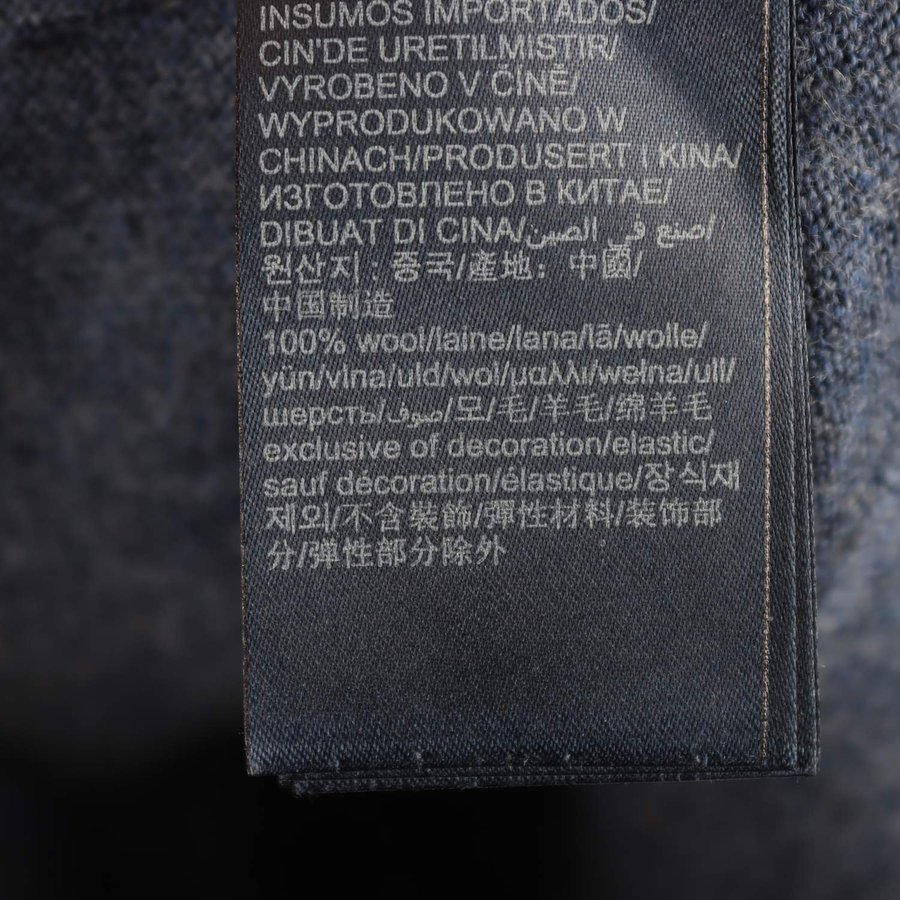 INSUMOS IMPORTADOS/
CIN'DE URETILMISTIR/
VYROBENO V ČÍNĚ/
WYPRODUKOWANO W
CHINACH/PRODUSERT I KINA/
ИЗГОТОВЛЕНО В КИТАЕ/
DIBUAT DI CINA/صنع في الصين/
원산지 : 중국/產地：中國/
中国制造
100% wool/laine/lana/lã/wolle/
yün/vlna/uld/wol/μαλλι/wełna/ull/
шерсть/صوف/모/毛/羊毛/绵羊毛
exclusive of decoration/elastic/
sauf décoration/élastique/장식재
제외/不含裝飾/彈性材料/装饰部
分/弹性部分除外